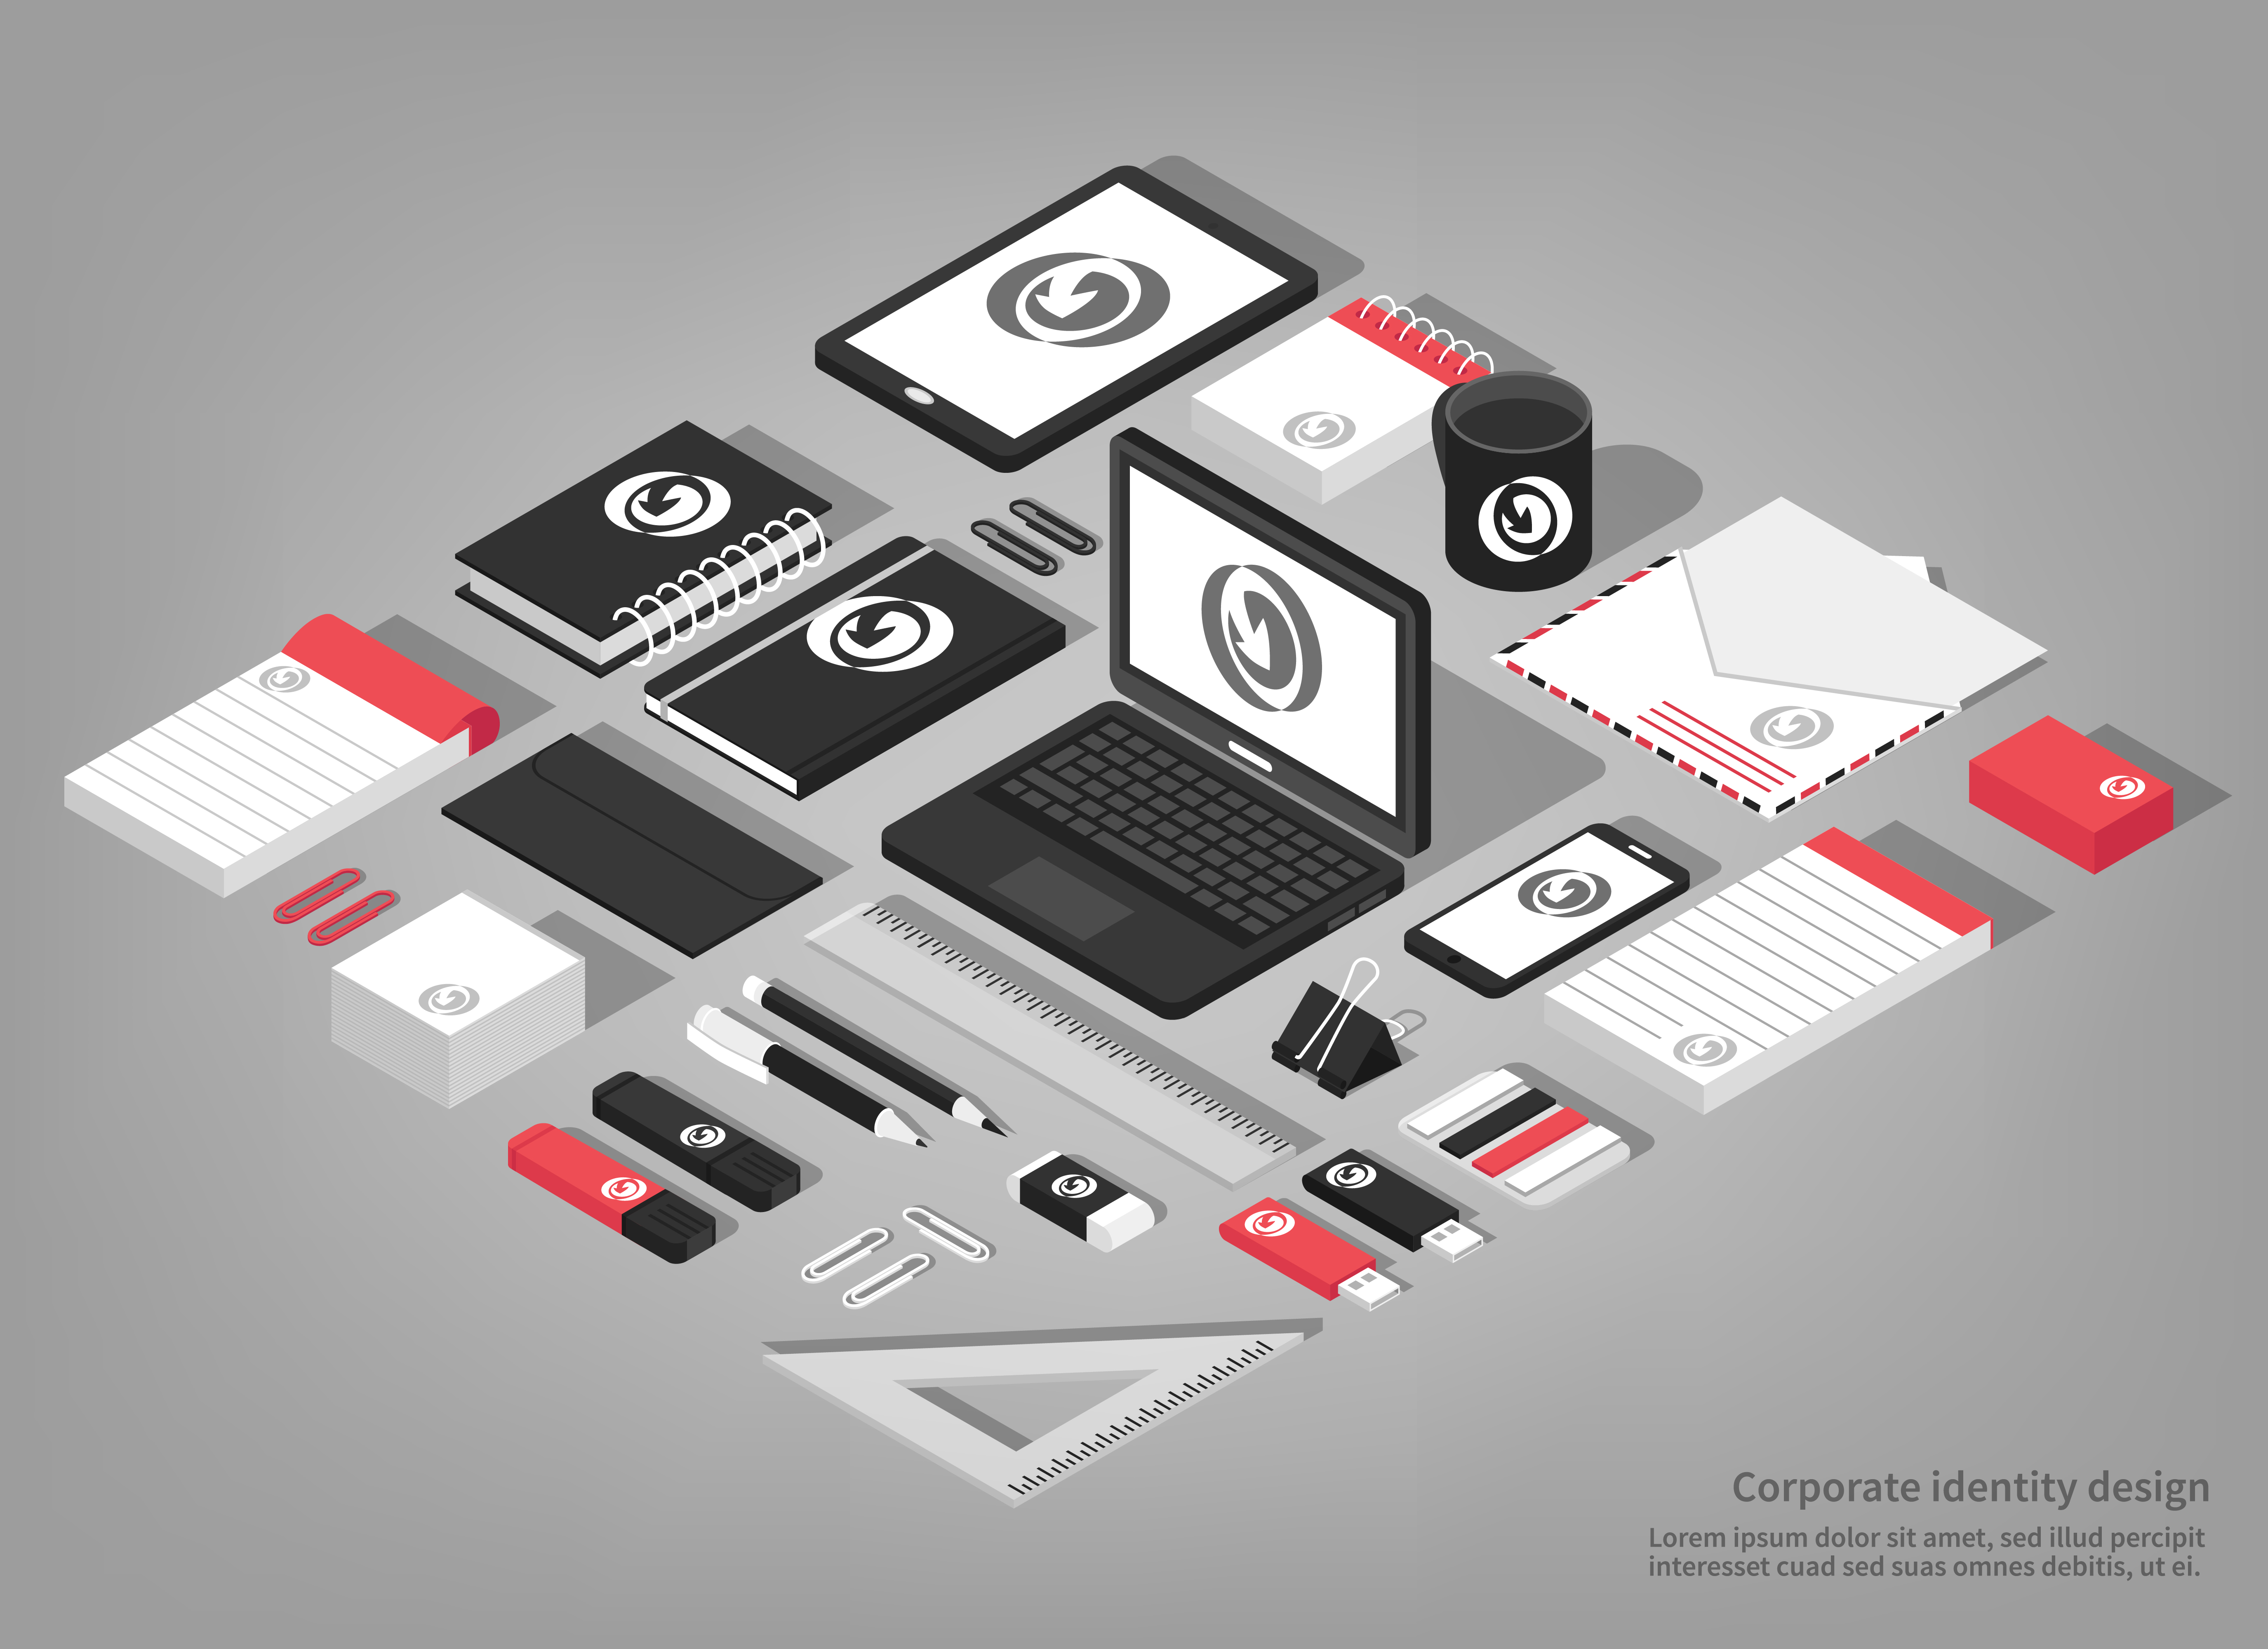 Corporate identity design
Lorem ipsum dolor sit amet, sed illud percipit
interesset cuad sed suas omnes debitis, ut ei.